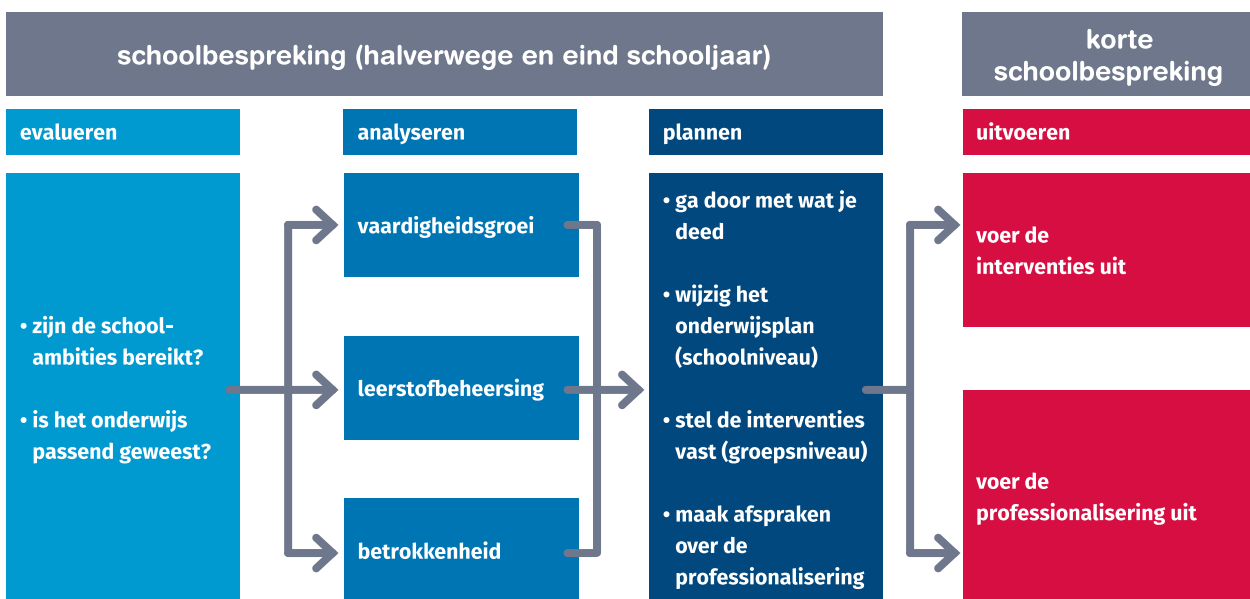 schoolbespreking (halverwege en eind schooljaar)
korte
schoolbespreking
evalueren
• zijn de school-
ambities bereikt?
• is het onderwijs
passend geweest?
analyseren
vaardigheidsgroei
leerstofbeheersing
betrokkenheid
plannen
• ga door met wat je
deed
• wijzig het
onderwijsplan
(schoolniveau)
• stel de interventies
vast (groepsniveau)
• maak afspraken
over de
professionalisering
uitvoeren
voer de
interventies uit
voer de
professionalisering uit